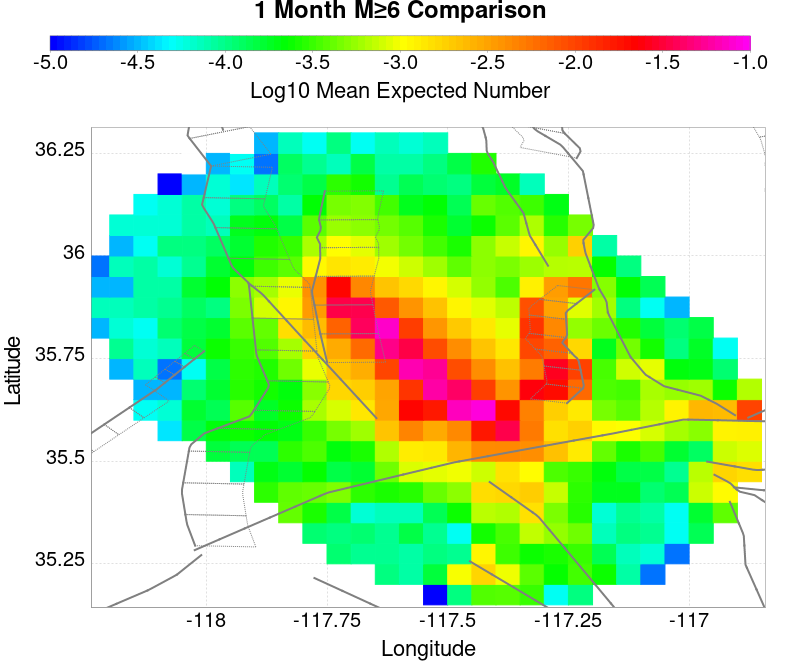 1 Month M≥6 Comparison
-5.0 -4.5 -4.0 -3.5 -3.0 -2.5 -2.0 -1.5 -1.0
Log10 Mean Expected Number
36.25
36
35.75
35.5
35.25
Latitude
-118 -117.75 -117.5 -117.25 -117
Longitude